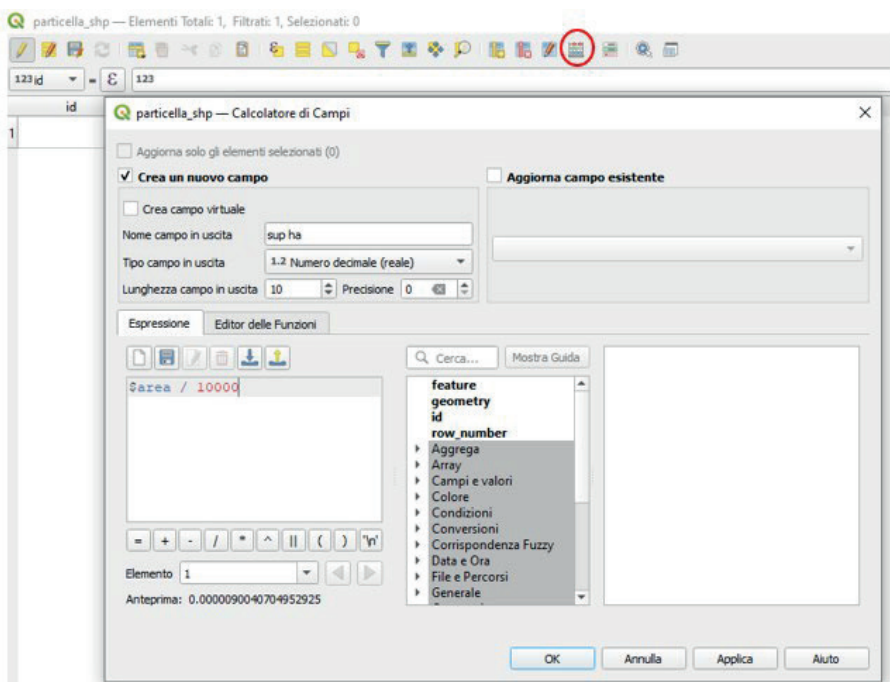 particella_shp — Elementi Totali: 1, Filtrati: 1, Selezionati: 0
123 id = ε 123
id
1
particella_shp — Calcolatore di Campi
Aggiorna solo gli elementi selezionati (0)
Crea un nuovo campo
Aggiorna campo esistente
Crea campo virtuale
Nome campo in uscita sup ha
Tipo campo in uscita 1.2 Numero decimale (reale)
Lunghezza campo in uscita 10 Precisione 0
Espressione Editor delle Funzioni
Cerca... Mostra Guida
$area / 10000
feature
geometry
id
row_number
Aggrega
Array
Campi e valori
Colore
Condizioni
Conversioni
Corrispondenza Fuzzy
Data e Ora
File e Percorsi
Generale
= + - / * ^ || ( ) '\n'
Elemento 1
Anteprima: 0.0000090040704952925
OK Annulla Applica Aiuto